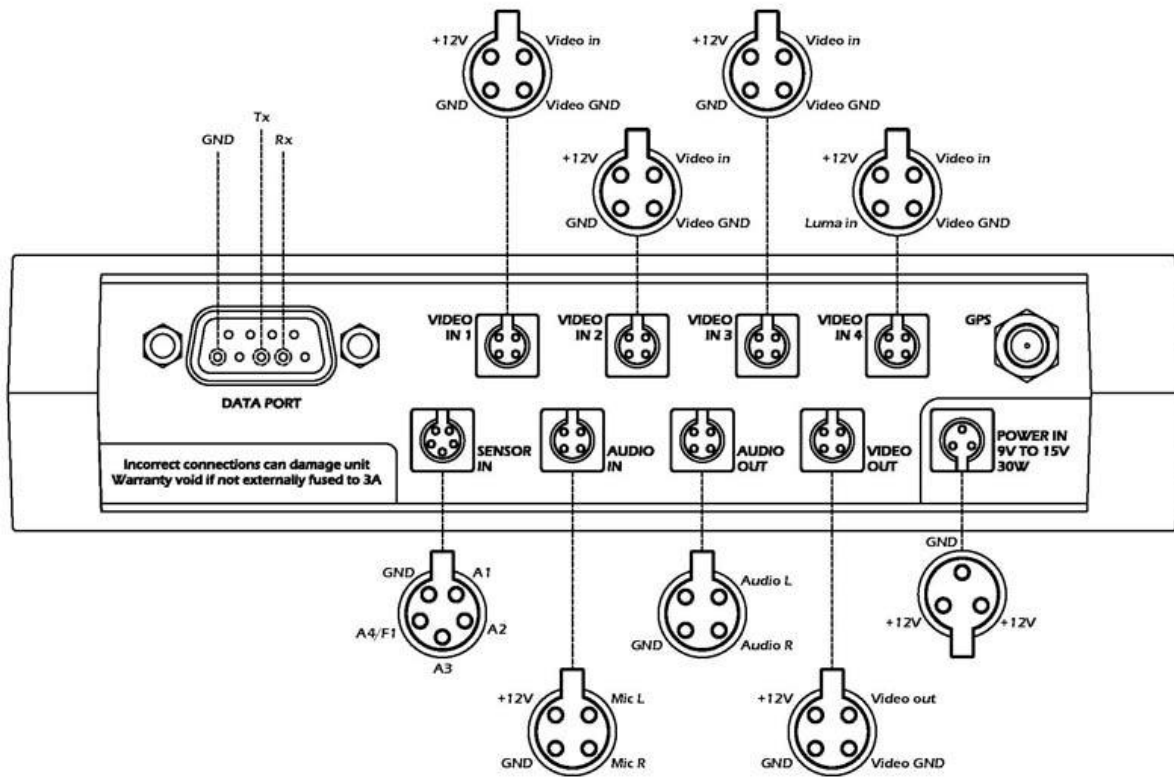 +12V
Video in
GND
Video GND
+12V
Video in
GND
Video GND
Tx
GND
Rx
+12V
Video in
GND
Video GND
+12V
Video in
Luma in
Video GND
VIDEO
IN 1
VIDEO
IN 2
VIDEO
IN 3
VIDEO
IN 4
GPS
DATA PORT
SENSOR
IN
AUDIO
IN
AUDIO
OUT
VIDEO
OUT
POWER IN
9V TO 15V
30W
Incorrect connections can damage unit
Warranty void if not externally fused to 3A
GND
A1
A4/F1
A2
A3
Audio L
GND
Audio R
GND
+12V
+12V
+12V
Mic L
GND
Mic R
+12V
Video out
GND
Video GND